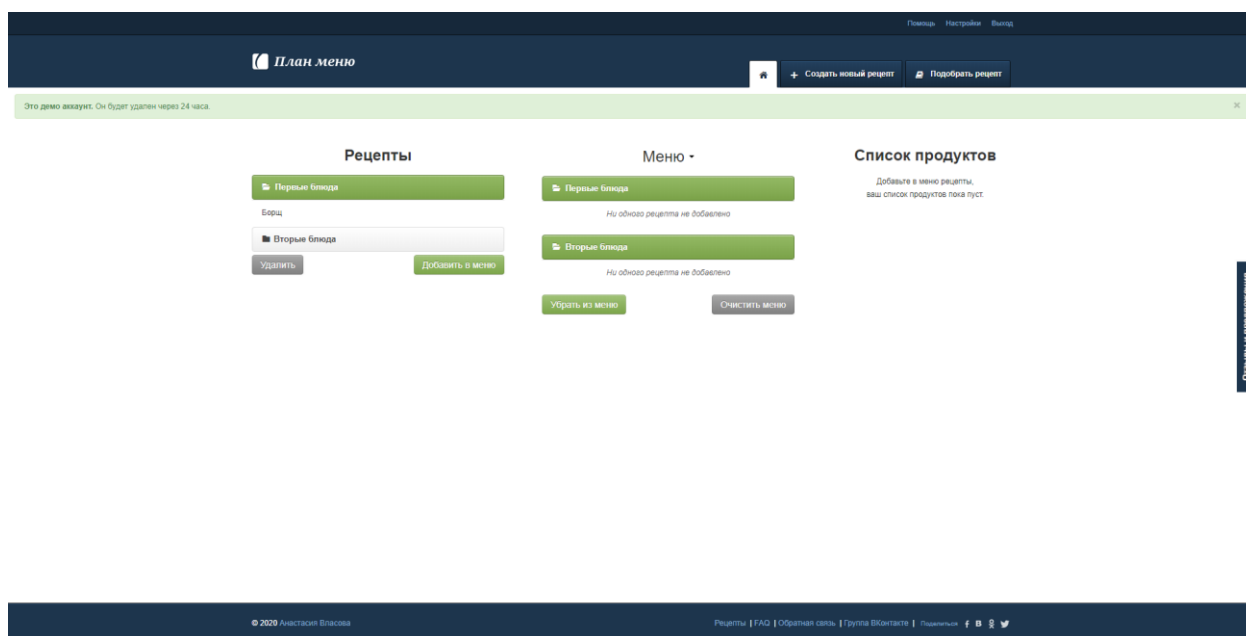 Помощь Настройки Выход
План меню
Создать новый рецепт Подобрать рецепт
Это демо аккаунт. Он будет удален через 24 часа.
Рецепты
Первые блюда
Борщ
Вторые блюда
Удалить Добавить в меню
Меню
Первые блюда
Ни одного рецепта не добавлено
Вторые блюда
Ни одного рецепта не добавлено
Убрать из меню Очистить меню
Список продуктов
Добавьте в меню рецепты,
ваш список продуктов пока пуст.
Отзывы и предложения
© 2020 Анастасия Власова
Рецепты | FAQ | Обратная связь | Группа ВКонтакте | Поделиться